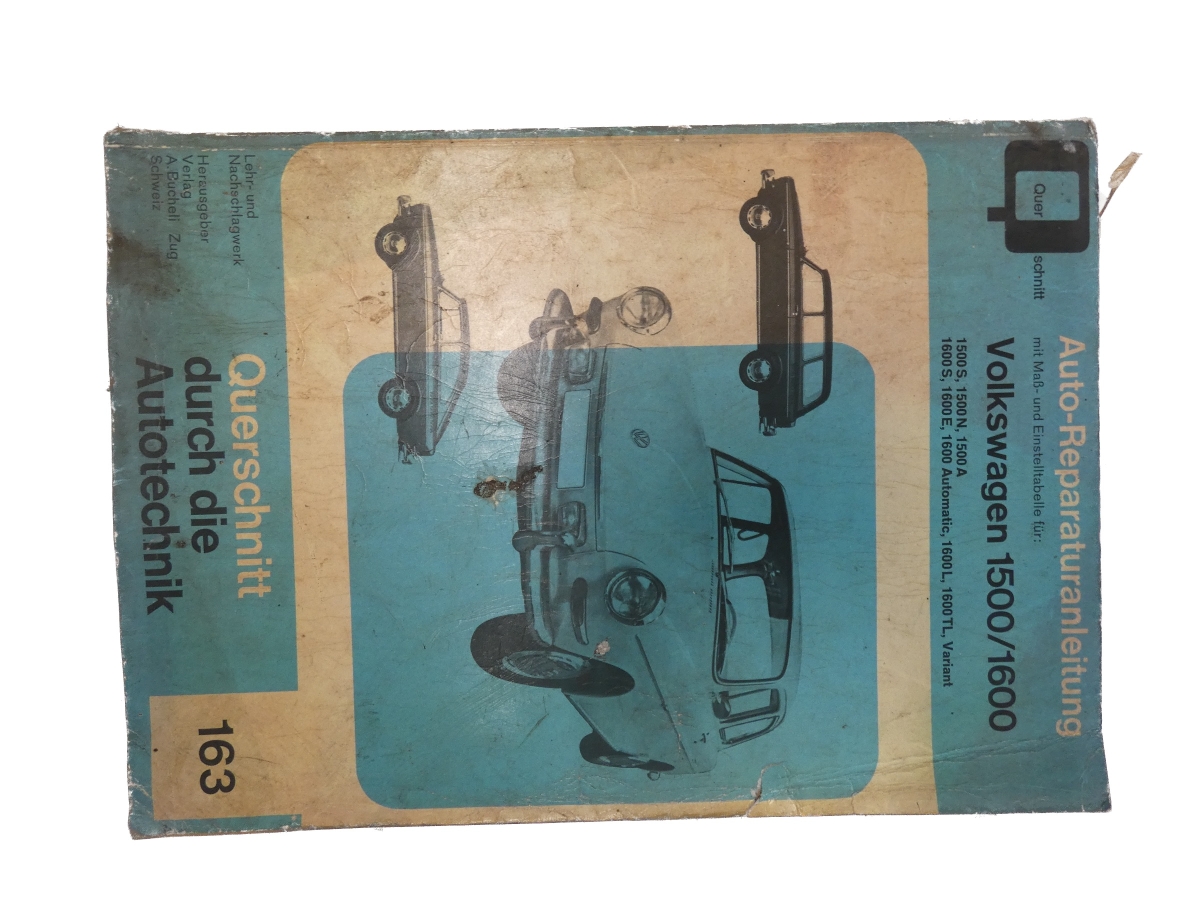 Quer schnitt
Auto-Reparaturanleitung
mit Maß- und Einstelltabelle für:
Volkswagen 1500/1600
1500 S, 1500 N, 1500 A
1600 S, 1600 E, 1600 Automatic, 1600 L, 1600 TL, Variant
Lehr- und
Nachschlagwerk
Herausgeber
Verlag
A. Bucheli Zug
Schweiz
Querschnitt
durch die
Autotechnik
163